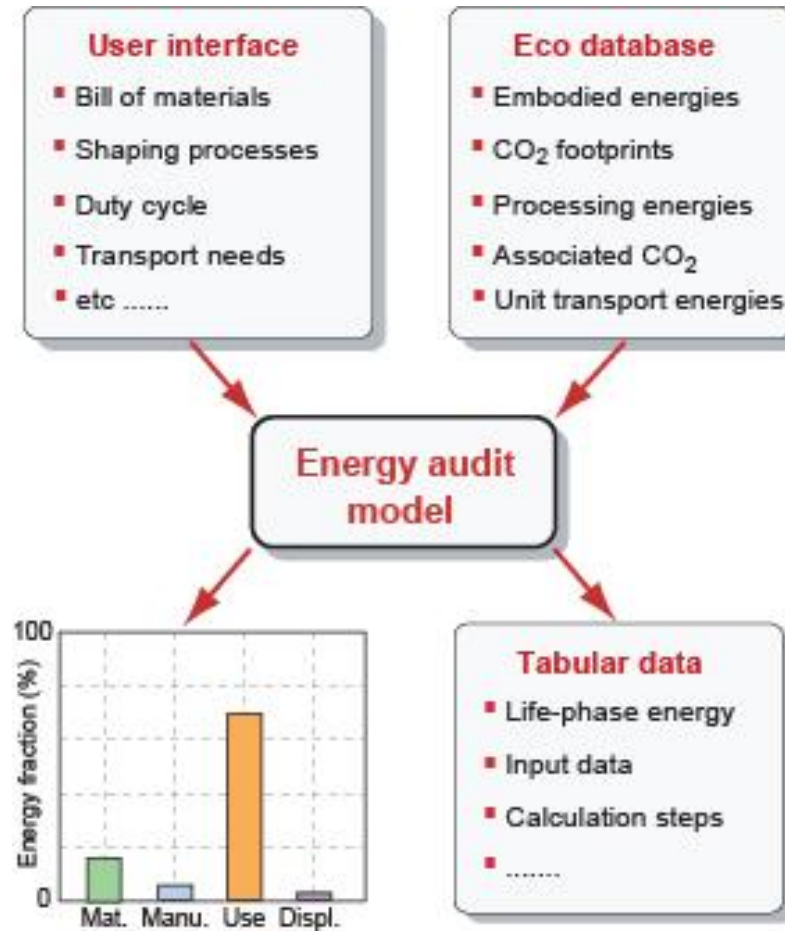 User interface
Bill of materials
Shaping processes
Duty cycle
Transport needs
etc ......
Eco database
Embodied energies
CO₂ footprints
Processing energies
Associated CO₂
Unit transport energies
Energy audit
model
100
Energy fraction (%)
0
Mat. Manu. Use Displ.
Tabular data
Life-phase energy
Input data
Calculation steps
.......